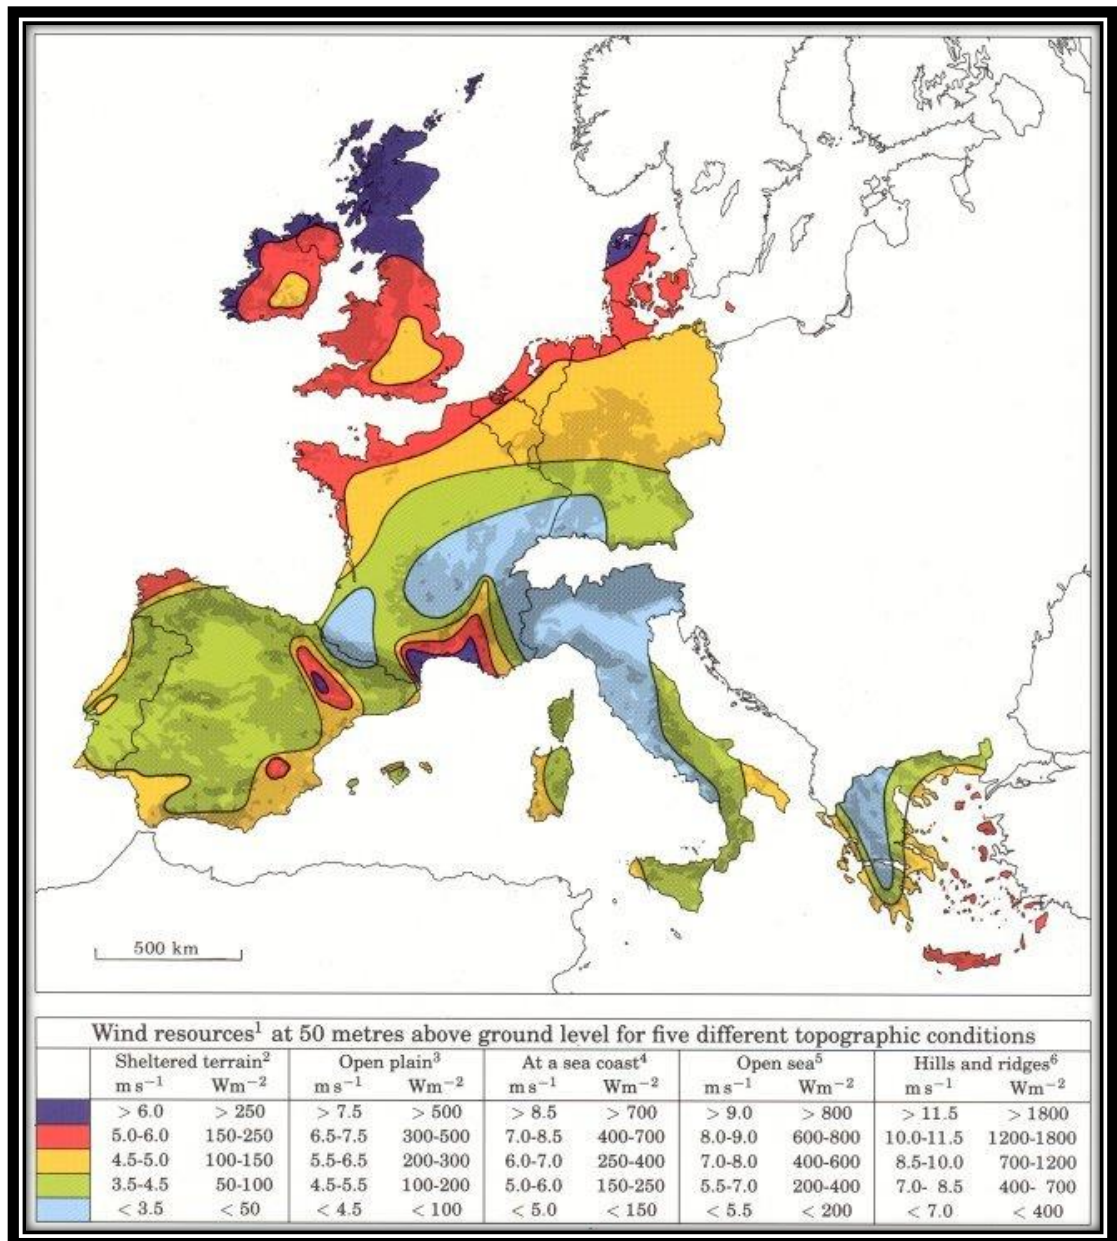 500 km
Wind resources¹ at 50 metres above ground level for five different topographic conditions
Sheltered terrain² Open plain³ At a sea coast⁴ Open sea⁵ Hills and ridges⁶
m s⁻¹ Wm⁻² m s⁻¹ Wm⁻² m s⁻¹ Wm⁻² m s⁻¹ Wm⁻² m s⁻¹ Wm⁻²
> 6.0 > 250 > 7.5 > 500 > 8.5 > 700 > 9.0 > 800 > 11.5 > 1800
5.0-6.0 150-250 6.5-7.5 300-500 7.0-8.5 400-700 8.0-9.0 600-800 10.0-11.5 1200-1800
4.5-5.0 100-150 5.5-6.5 200-300 6.0-7.0 250-400 7.0-8.0 400-600 8.5-10.0 700-1200
3.5-4.5 50-100 4.5-5.5 100-200 5.0-6.0 150-250 5.5-7.0 200-400 7.0- 8.5 400- 700
< 3.5 < 50 < 4.5 < 100 < 5.0 < 150 < 5.5 < 200 < 7.0 < 400